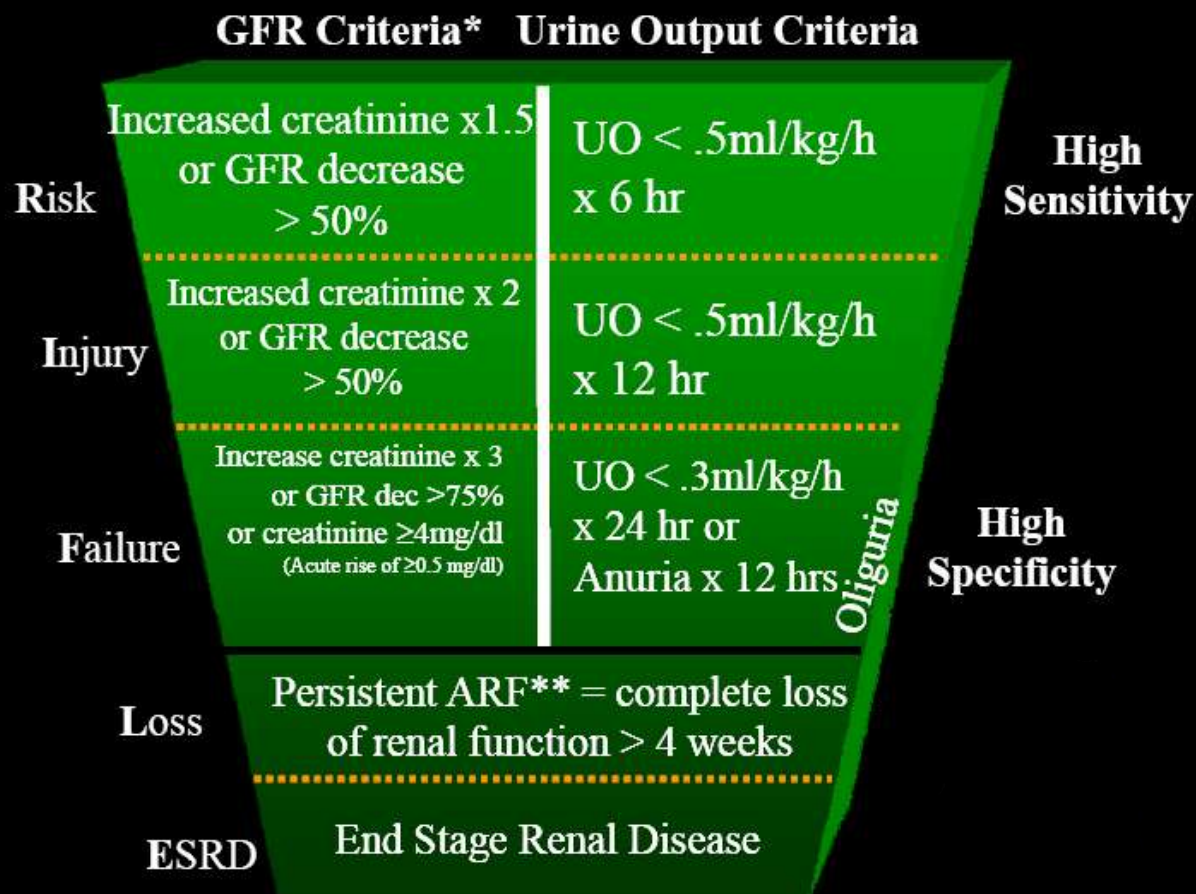 GFR Criteria* Urine Output Criteria
Risk
Increased creatinine x1.5
or GFR decrease
> 50%
UO < .5ml/kg/h
x 6 hr
High
Sensitivity
Injury
Increased creatinine x 2
or GFR decrease
> 50%
UO < .5ml/kg/h
x 12 hr
Failure
Increase creatinine x 3
or GFR dec >75%
or creatinine ≥4mg/dl
(Acute rise of ≥0.5 mg/dl)
UO < .3ml/kg/h
x 24 hr or
Anuria x 12 hrs
Oliguria
High
Specificity
Loss
Persistent ARF** = complete loss
of renal function > 4 weeks
ESRD
End Stage Renal Disease